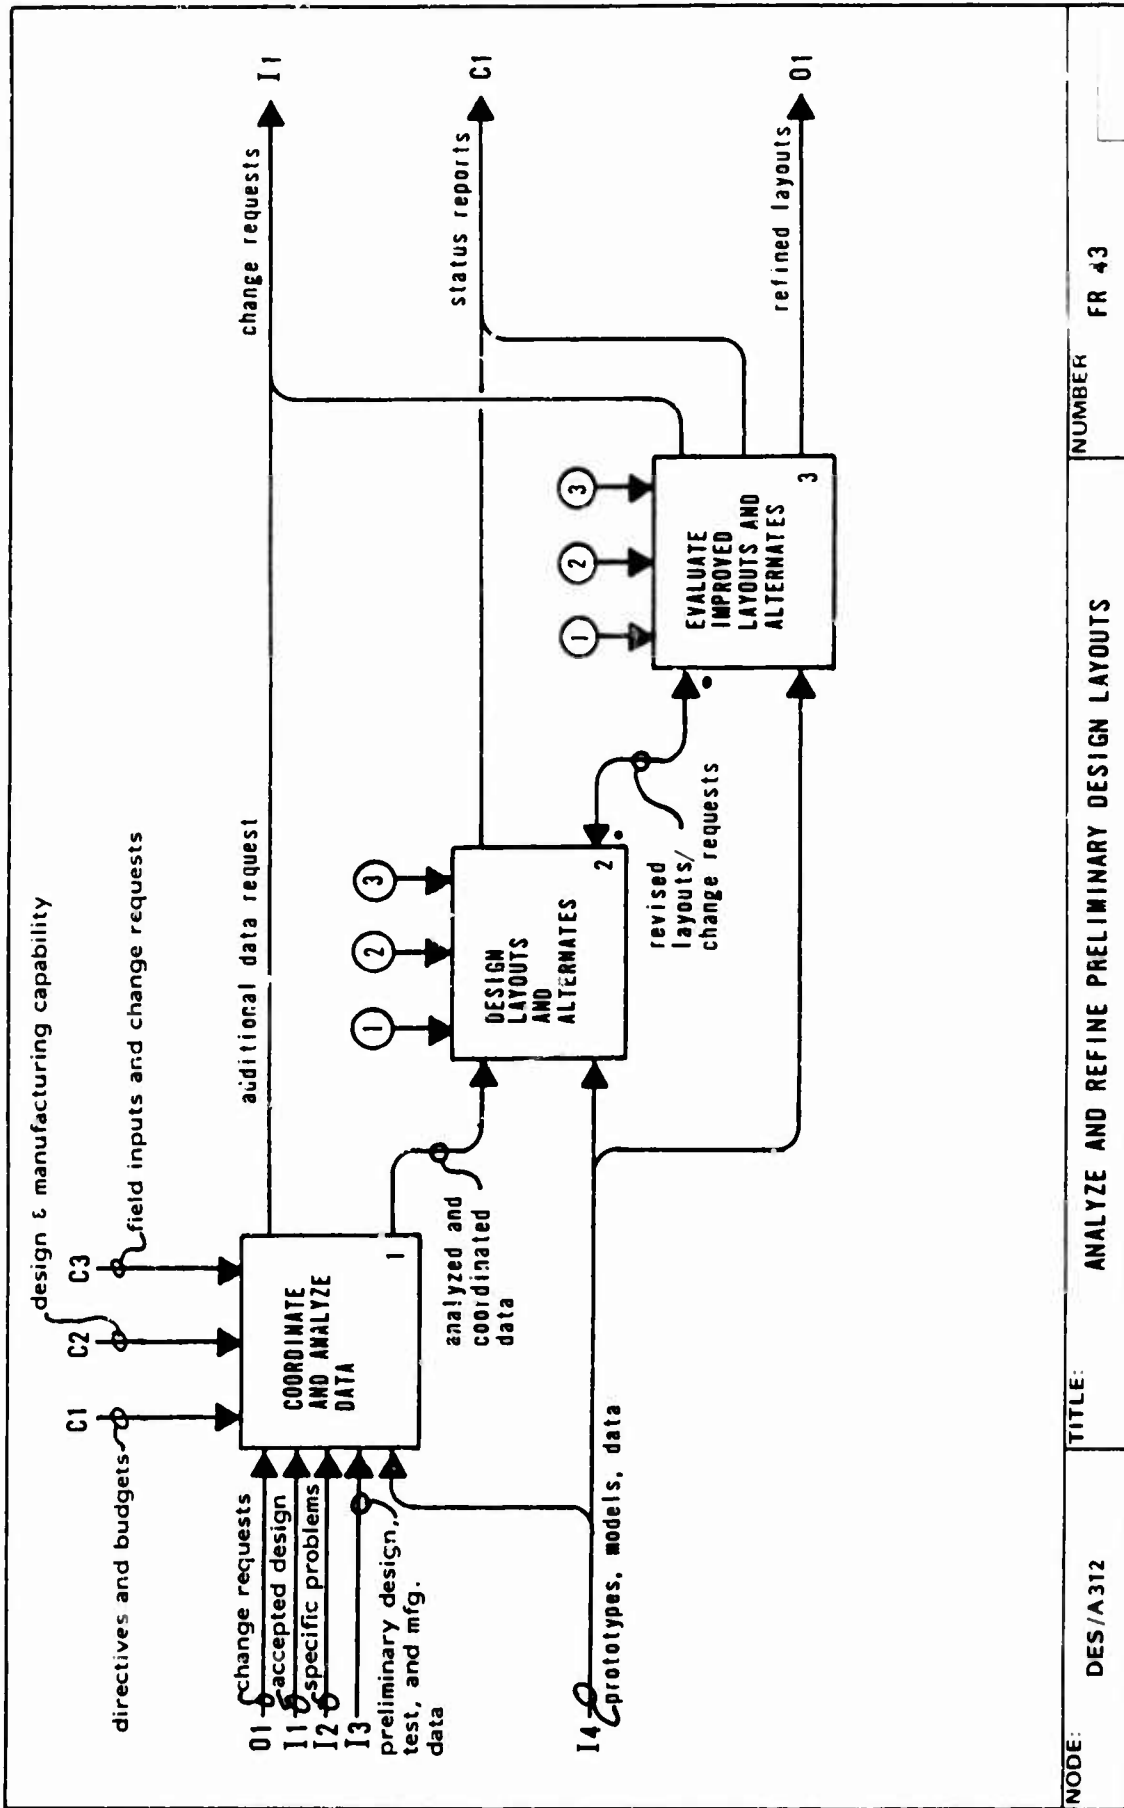 design & manufacturing capability
directives and budgets
C1
C2
C3
field inputs and change requests
O1
change requests
I1
accepted design
I2
specific problems
I3
preliminary design,
test, and mfg.
data
COORDINATE
AND ANALYZE
DATA
1
additional data request
change requests
I1
analyzed and
coordinated
data
I4
prototypes, models, data
1
2
3
DESIGN
LAYOUTS
AND
ALTERNATES
2
status reports
C1
revised
layouts/
change requests
1
2
3
EVALUATE
IMPROVED
LAYOUTS AND
ALTERNATES
3
refined layouts
O1
NODE:
DES/A312
TITLE:
ANALYZE AND REFINE PRELIMINARY DESIGN LAYOUTS
NUMBER
FR 43